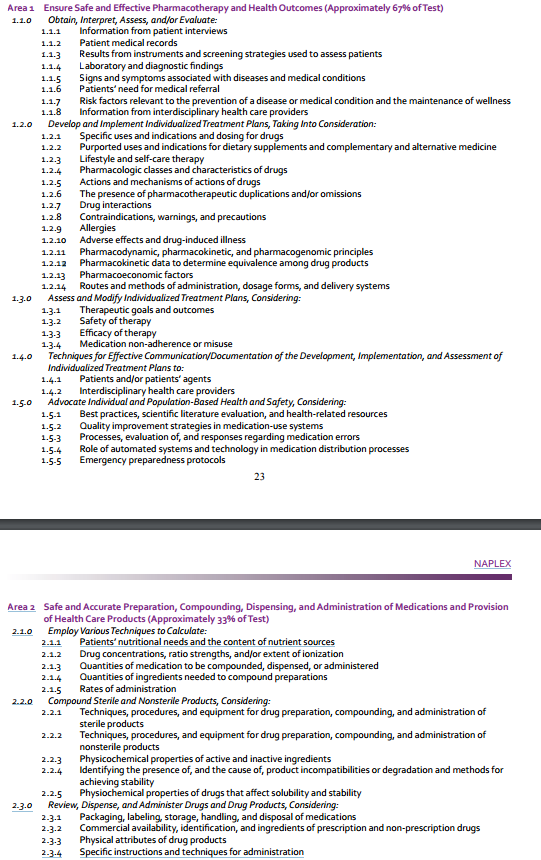 Area 1 Ensure Safe and Effective Pharmacotherapy and Health Outcomes (Approximately 67% of Test)
1.1.0 Obtain, Interpret, Assess, and/or Evaluate:
1.1.1 Information from patient interviews
1.1.2 Patient medical records
1.1.3 Results from instruments and screening strategies used to assess patients
1.1.4 Laboratory and diagnostic findings
1.1.5 Signs and symptoms associated with diseases and medical conditions
1.1.6 Patients' need for medical referral
1.1.7 Risk factors relevant to the prevention of a disease or medical condition and the maintenance of wellness
1.1.8 Information from interdisciplinary health care providers
1.2.0 Develop and Implement Individualized Treatment Plans, Taking Into Consideration:
1.2.1 Specific uses and indications and dosing for drugs
1.2.2 Purported uses and indications for dietary supplements and complementary and alternative medicine
1.2.3 Lifestyle and self-care therapy
1.2.4 Pharmacologic classes and characteristics of drugs
1.2.5 Actions and mechanisms of actions of drugs
1.2.6 The presence of pharmacotherapeutic duplications and/or omissions
1.2.7 Drug interactions
1.2.8 Contraindications, warnings, and precautions
1.2.9 Allergies
1.2.10 Adverse effects and drug-induced illness
1.2.11 Pharmacodynamic, pharmacokinetic, and pharmacogenomic principles
1.2.12 Pharmacokinetic data to determine equivalence among drug products
1.2.13 Pharmacoeconomic factors
1.2.14 Routes and methods of administration, dosage forms, and delivery systems
1.3.0 Assess and Modify Individualized Treatment Plans, Considering:
1.3.1 Therapeutic goals and outcomes
1.3.2 Safety of therapy
1.3.3 Efficacy of therapy
1.3.4 Medication non-adherence or misuse
1.4.0 Techniques for Effective Communication/Documentation of the Development, Implementation, and Assessment of
Individualized Treatment Plans to:
1.4.1 Patients and/or patients' agents
1.4.2 Interdisciplinary health care providers
1.5.0 Advocate Individual and Population-Based Health and Safety, Considering:
1.5.1 Best practices, scientific literature evaluation, and health-related resources
1.5.2 Quality improvement strategies in medication-use systems
1.5.3 Processes, evaluation of, and responses regarding medication errors
1.5.4 Role of automated systems and technology in medication distribution processes
1.5.5 Emergency preparedness protocols
23
NAPLEX
Area 2 Safe and Accurate Preparation, Compounding, Dispensing, and Administration of Medications and Provision
of Health Care Products (Approximately 33% of Test)
2.1.0 Employ Various Techniques to Calculate:
2.1.1 Patients' nutritional needs and the content of nutrient sources
2.1.2 Drug concentrations, ratio strengths, and/or extent of ionization
2.1.3 Quantities of medication to be compounded, dispensed, or administered
2.1.4 Quantities of ingredients needed to compound preparations
2.1.5 Rates of administration
2.2.0 Compound Sterile and Nonsterile Products, Considering:
2.2.1 Techniques, procedures, and equipment for drug preparation, compounding, and administration of
sterile products
2.2.2 Techniques, procedures, and equipment for drug preparation, compounding, and administration of
nonsterile products
2.2.3 Physicochemical properties of active and inactive ingredients
2.2.4 Identifying the presence of, and the cause of, product incompatibilities or degradation and methods for
achieving stability
2.2.5 Physiochemical properties of drugs that affect solubility and stability
2.3.0 Review, Dispense, and Administer Drugs and Drug Products, Considering:
2.3.1 Packaging, labeling, storage, handling, and disposal of medications
2.3.2 Commercial availability, identification, and ingredients of prescription and non-prescription drugs
2.3.3 Physical attributes of drug products
2.3.4 Specific instructions and techniques for administration